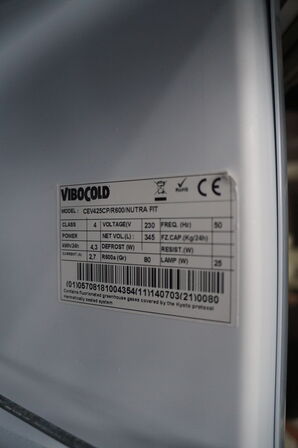 VIBOCOLD
RoHS CE
MODEL : CEV425CP/R600/NUTRA FIT
CLASS 4 VOLTAGE(V 230 FREQ. (Hz) 50
POWER NET VOL.(L) : 345 FZ.CAP.(Kg/24h)
KWH/24h 4,3 DEFROST (W) RESIST.(W)
CURRENT (A) 2,7 R600a (Gr) 80 LAMP (W) 25
(01)05708181004354(11)140703(21)0080
Contains fluorinated greenhouse gases covered by the Kyoto protocol
Hermetically sealed system